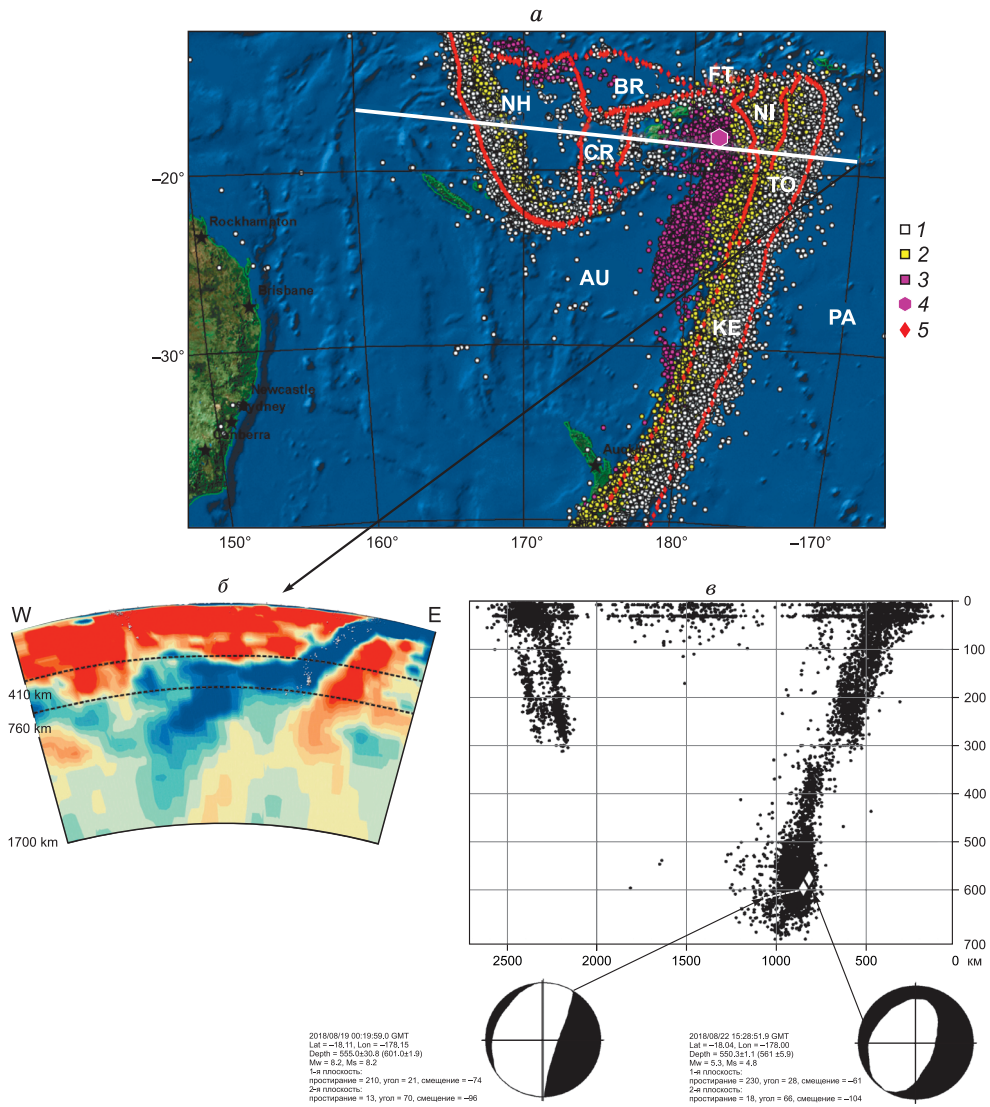 а
NH
BR
FT
NI
CR
TO
–20°
Rockhampton
1
2
AU
3
Brisbane
4
PA
KE
5
–30°
Newcastle
Sydney
Canberra
150°
160°
170°
180°
–170°
б
в
W
E
0
100
200
410 km
300
760 km
400
500
600
1700 km
700
2500
2000
1500
1000
500
0 км
2018/08/19 00:19:59,0 GMT
Lat = –18,11, Lon = –178,15
Depth = 555.0±30.8 (601.0±1.9)
Mw = 8.2, Ms = 8.2
1-я плоскость:
простирание = 210, угол = 21, смещение = –74
2-я плоскость:
простирание = 13, угол = 70, смещение = –96
2018/08/22 15:28:51.9 GMT
Lat = –18.04, Lon = –178.00
Depth = 550.3±1.1 (561 ±5.9)
Mw = 5.3, Ms = 4.8
1-я плоскость:
простирание = 230, угол = 28, смещение = –61
2-я плоскость:
простирание = 18, угол = 66, смещение = –104